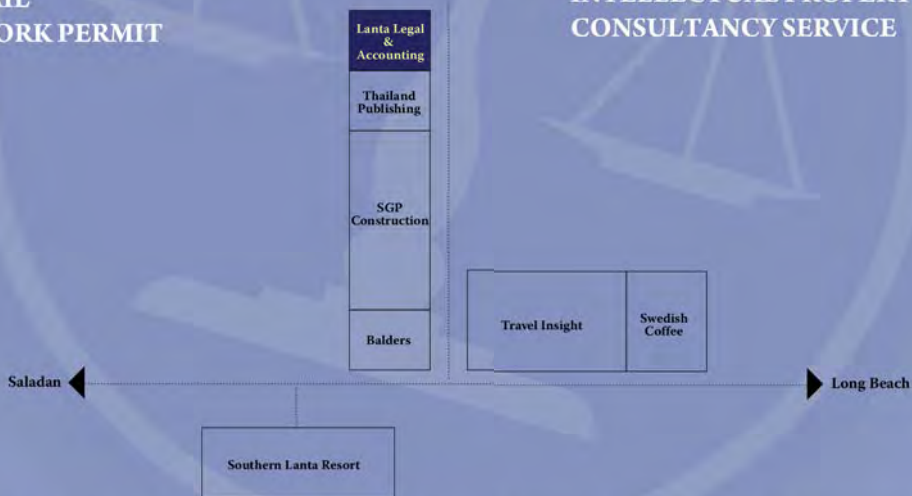 WORK PERMIT
CONSULTANCY SERVICE
Lanta Legal
&
Accounting
Thailand
Publishing
SGP
Construction
Balders
Travel Insight
Swedish
Coffee
Saladan
Long Beach
Southern Lanta Resort